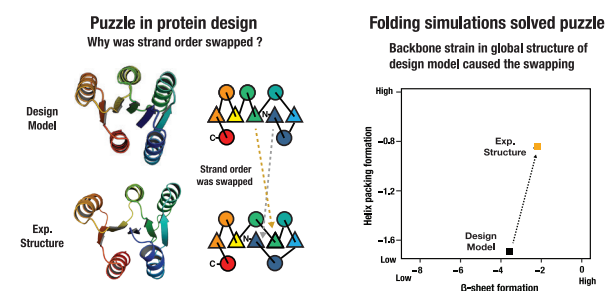 Puzzle in protein design
Why was strand order swapped ?
Design
Model
N
C
Strand order
was swapped
Exp.
Structure
N
C
Folding simulations solved puzzle
Backbone strain in global structure of
design model caused the swapping
Helix packing formation
High
−0.8
−1.2
−1.6
Low
Exp.
Structure
Design
Model
−8
−6
−4
−2
0
Low
High
β-sheet formation